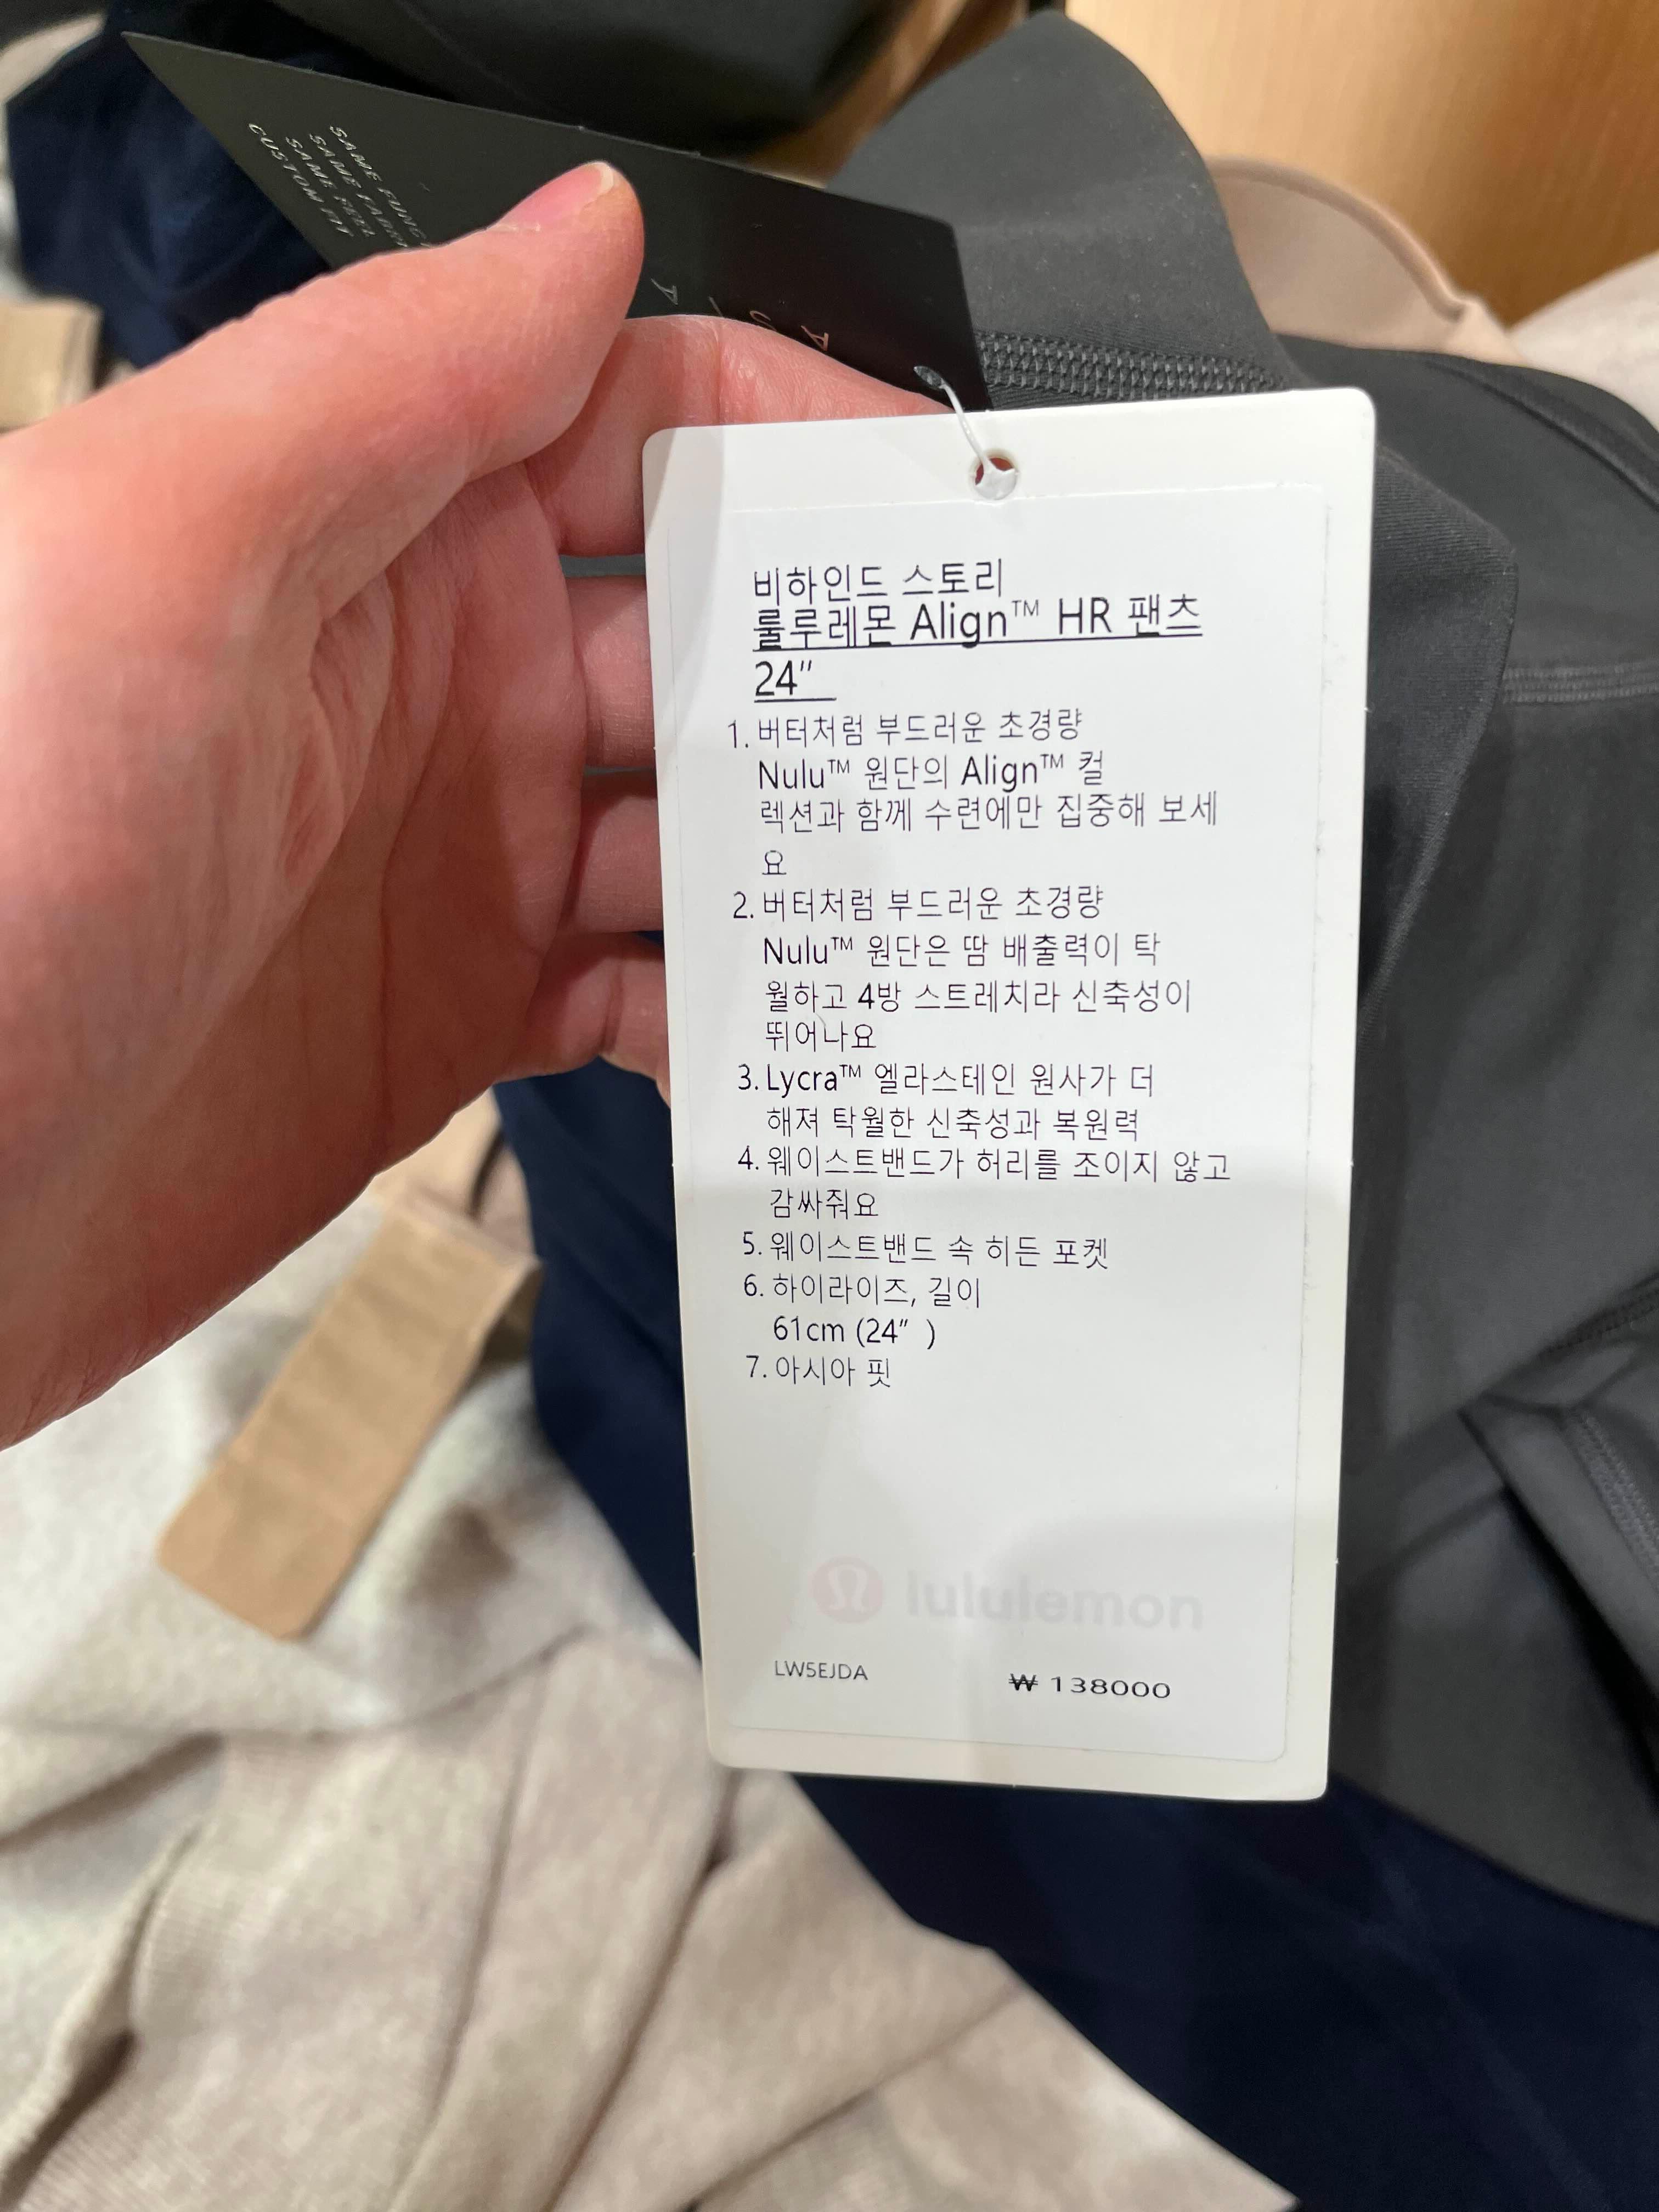 SAME FUNC
SAME FABRI
SAME FEEL
CUSTOM FIT
비하인드 스토리
룰루레몬 Align™ HR 팬츠
24"
1. 버터처럼 부드러운 초경량
Nulu™ 원단의 Align™ 컬
렉션과 함께 수련에만 집중해 보세
요
2. 버터처럼 부드러운 초경량
Nulu™ 원단은 땀 배출력이 탁
월하고 4방 스트레치라 신축성이
뛰어나요
3. Lycra™ 엘라스테인 원사가 더
해져 탁월한 신축성과 복원력
4. 웨이스트밴드가 허리를 조이지 않고
감싸줘요
5. 웨이스트밴드 속 히든 포켓
6. 하이라이즈, 길이
61cm (24" )
7. 아시아 핏
lululemon
LW5EJDA ₩ 138000